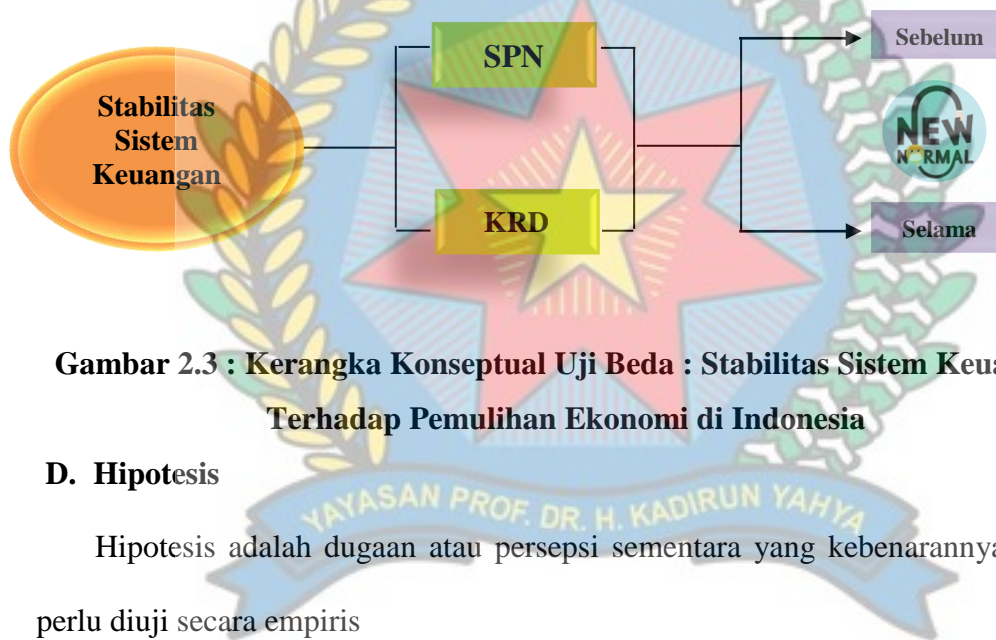 Stabilitas
Sistem
Keuangan
SPN
KRD
Sebelum
NEW
NORMAL
Selama
Gambar 2.3 : Kerangka Konseptual Uji Beda : Stabilitas Sistem Keua
Terhadap Pemulihan Ekonomi di Indonesia
D. Hipotesis
YAYASAN PROF. DR. H. KADIRUN YAHYA
Hipotesis adalah dugaan atau persepsi sementara yang kebenarannya
perlu diuji secara empiris